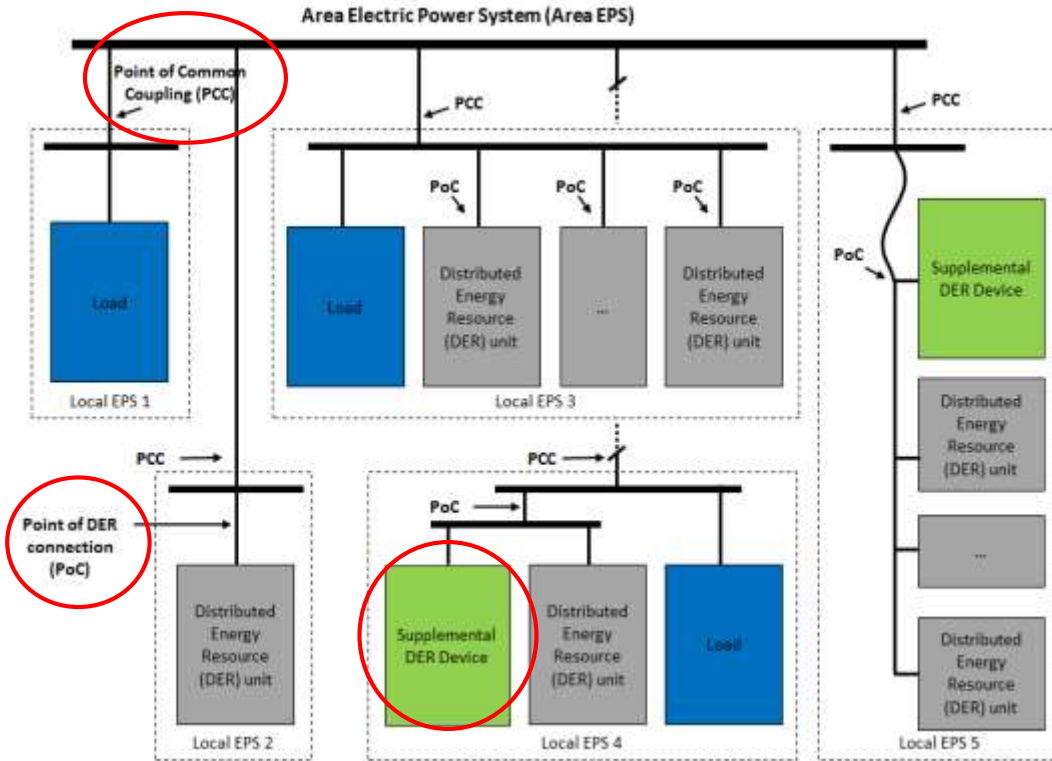 Area Electric Power System (Area EPS)
Point of Common
Coupling (PCC)
PCC
PCC
PoC
PoC
PoC
Load
Load
Distributed
Energy
Resource
(DER) unit
...
Distributed
Energy
Resource
(DER) unit
Local EPS 1
Local EPS 3
PoC
Supplemental
DER Device
Distributed
Energy
Resource
(DER) unit
...
Distributed
Energy
Resource
(DER) unit
Local EPS 5
PCC
Point of DER
connection
(PoC)
Distributed
Energy
Resource
(DER) unit
Local EPS 2
PCC
PoC
Supplemental
DER Device
Distributed
Energy
Resource
(DER) unit
Load
Local EPS 4